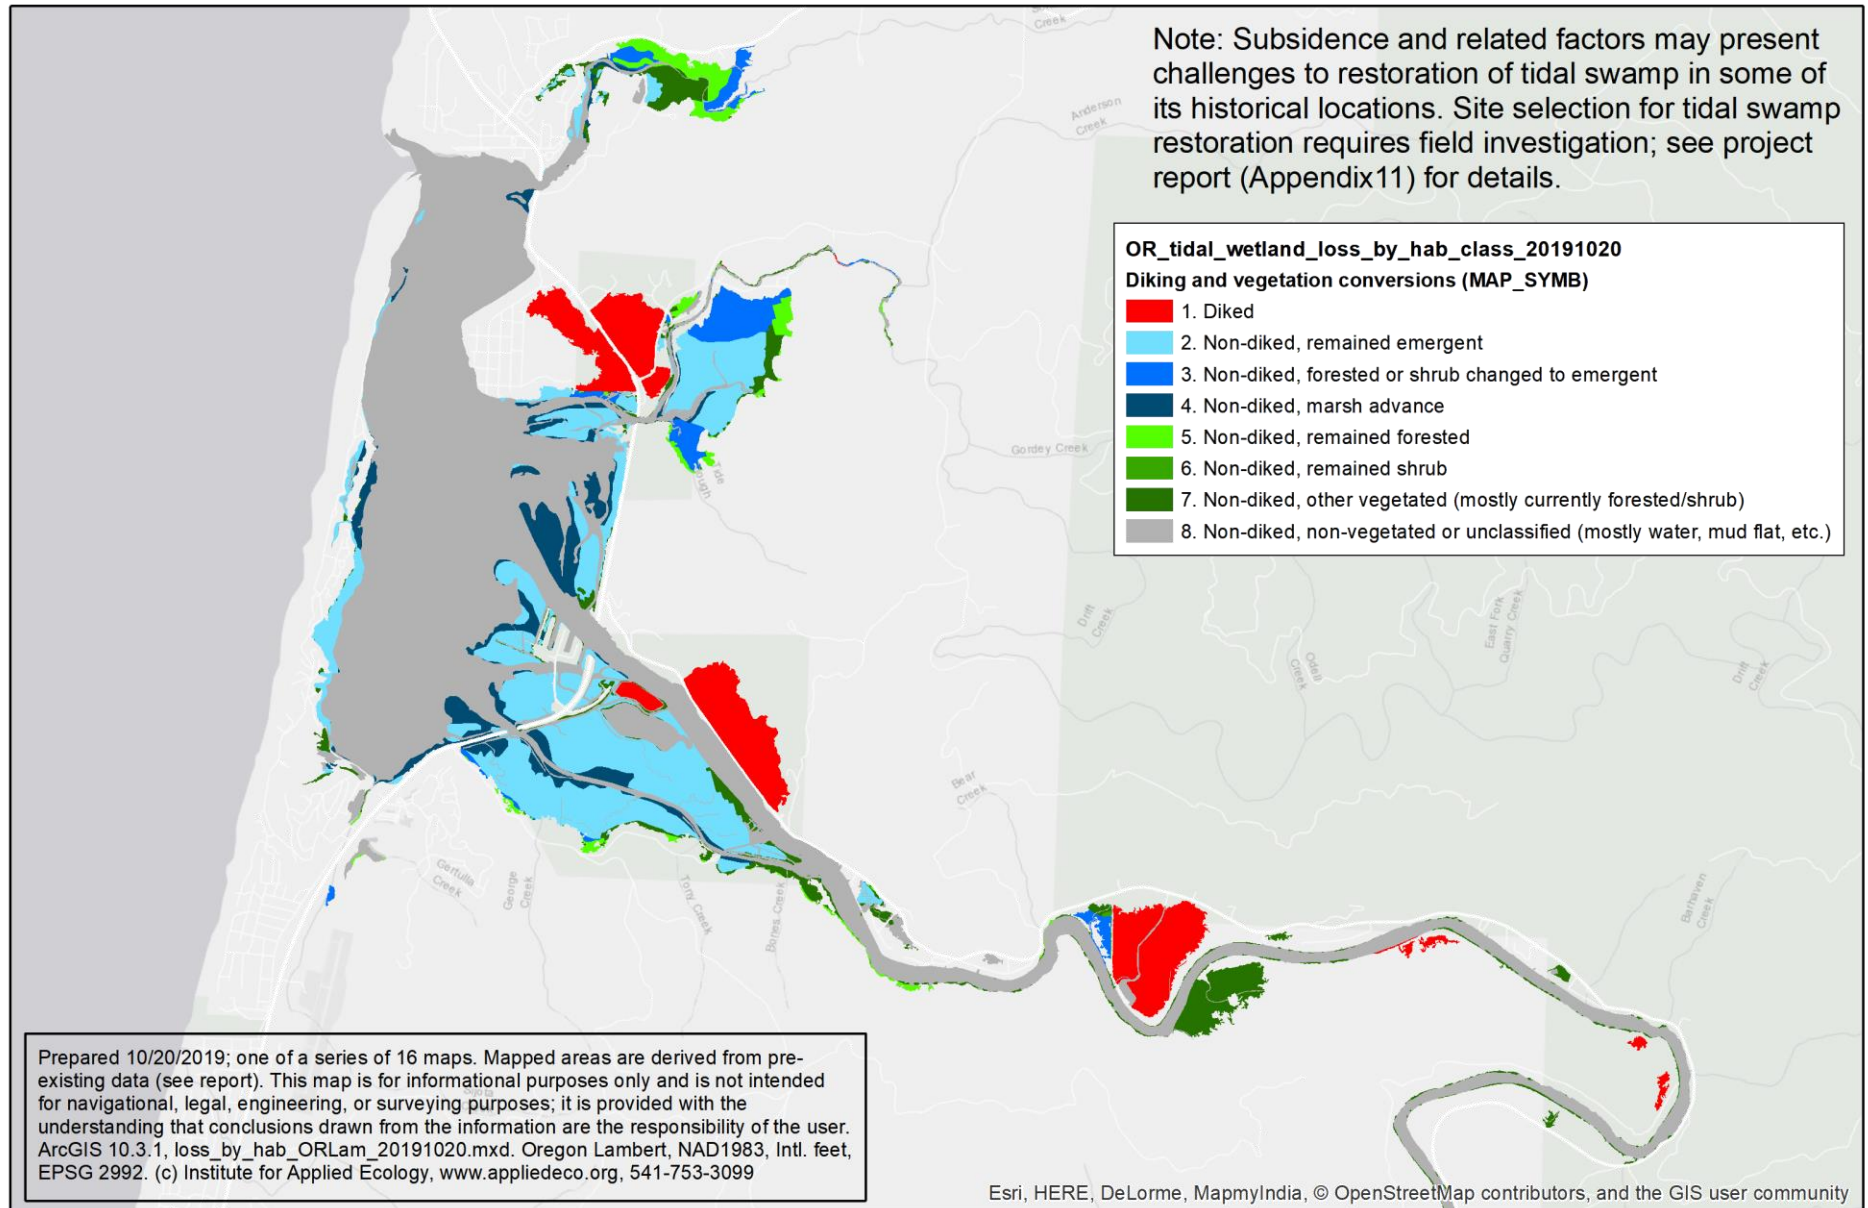 Creek
Note: Subsidence and related factors may present
challenges to restoration of tidal swamp in some of
its historical locations. Site selection for tidal swamp
restoration requires field investigation; see project
report (Appendix11) for details.
Anderson
Creek
OR_tidal_wetland_loss_by_hab_class_20191020
Diking and vegetation conversions (MAP_SYMB)
1. Diked
2. Non-diked, remained emergent
3. Non-diked, forested or shrub changed to emergent
4. Non-diked, marsh advance
5. Non-diked, remained forested
6. Non-diked, remained shrub
7. Non-diked, other vegetated (mostly currently forested/shrub)
8. Non-diked, non-vegetated or unclassified (mostly water, mud flat, etc.)
Gordey Creek
Tide
Drift
Creek
Odell
Creek
East Fork
Quarry Creek
Drift
Creek
Bear
Creek
Gertulla
Creek
George
Creek
Tony Creek
Bones Creek
Barhaven
Creek
Prepared 10/20/2019; one of a series of 16 maps. Mapped areas are derived from pre-
existing data (see report). This map is for informational purposes only and is not intended
for navigational, legal, engineering, or surveying purposes; it is provided with the
understanding that conclusions drawn from the information are the responsibility of the user.
ArcGIS 10.3.1, loss_by_hab_ORLam_20191020.mxd. Oregon Lambert, NAD1983, Intl. feet,
EPSG 2992. (c) Institute for Applied Ecology, www.appliedeco.org, 541-753-3099
Esri, HERE, DeLorme, MapmyIndia, © OpenStreetMap contributors, and the GIS user community